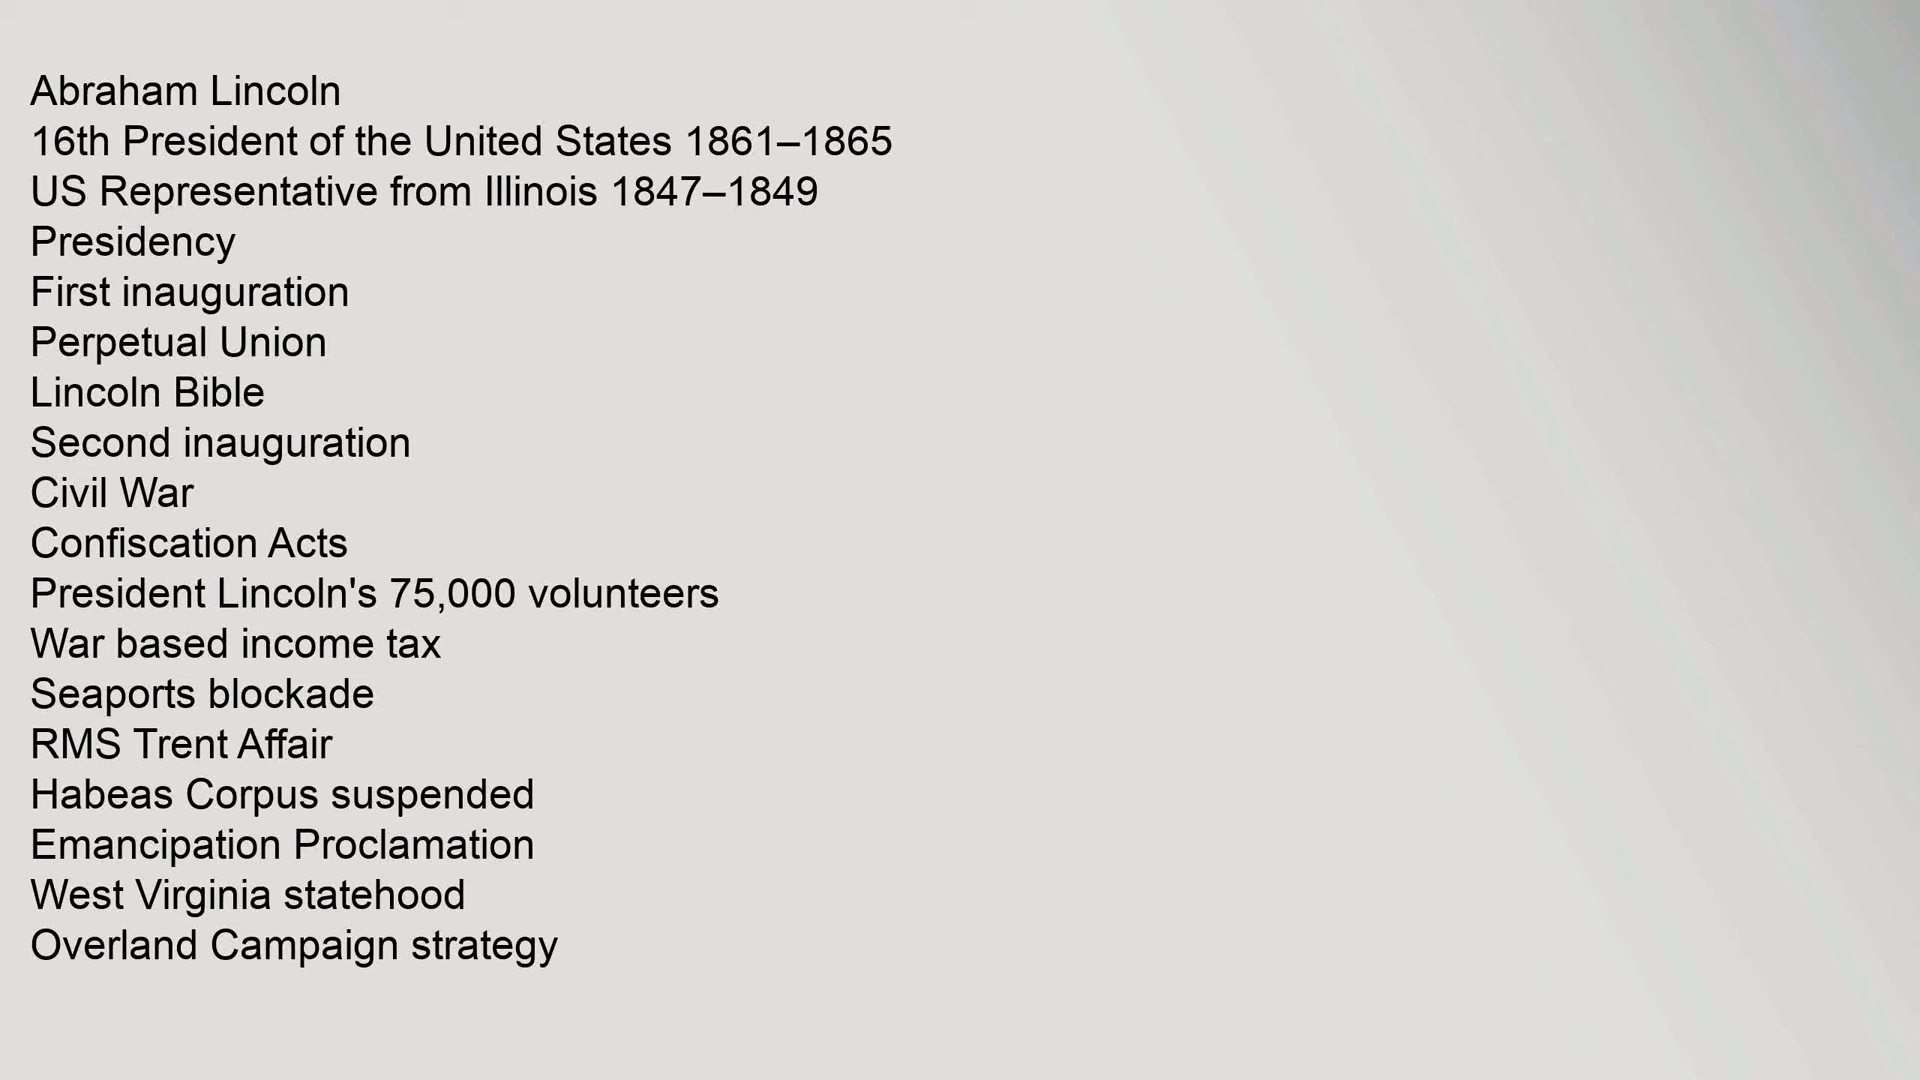 Abraham Lincoln
16th President of the United States 1861–1865
US Representative from Illinois 1847–1849
Presidency
First inauguration
Perpetual Union
Lincoln Bible
Second inauguration
Civil War
Confiscation Acts
President Lincoln's 75,000 volunteers
War based income tax
Seaports blockade
RMS Trent Affair
Habeas Corpus suspended
Emancipation Proclamation
West Virginia statehood
Overland Campaign strategy